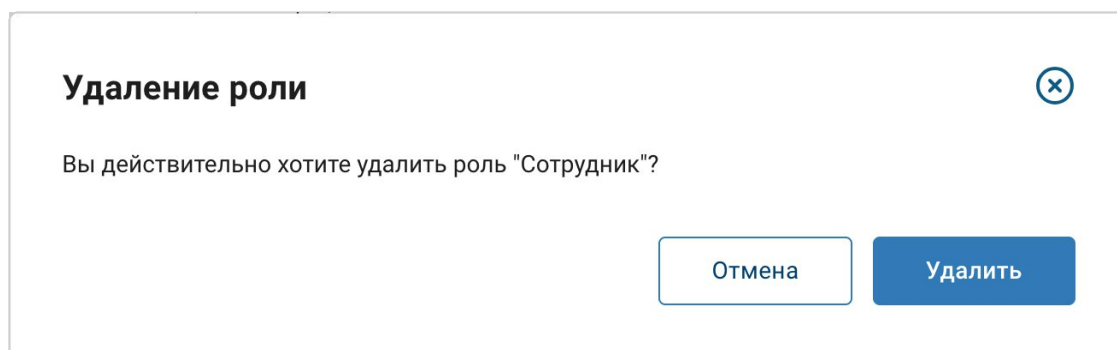 Удаление роли
Вы действительно хотите удалить роль "Сотрудник"?
Отмена
Удалить